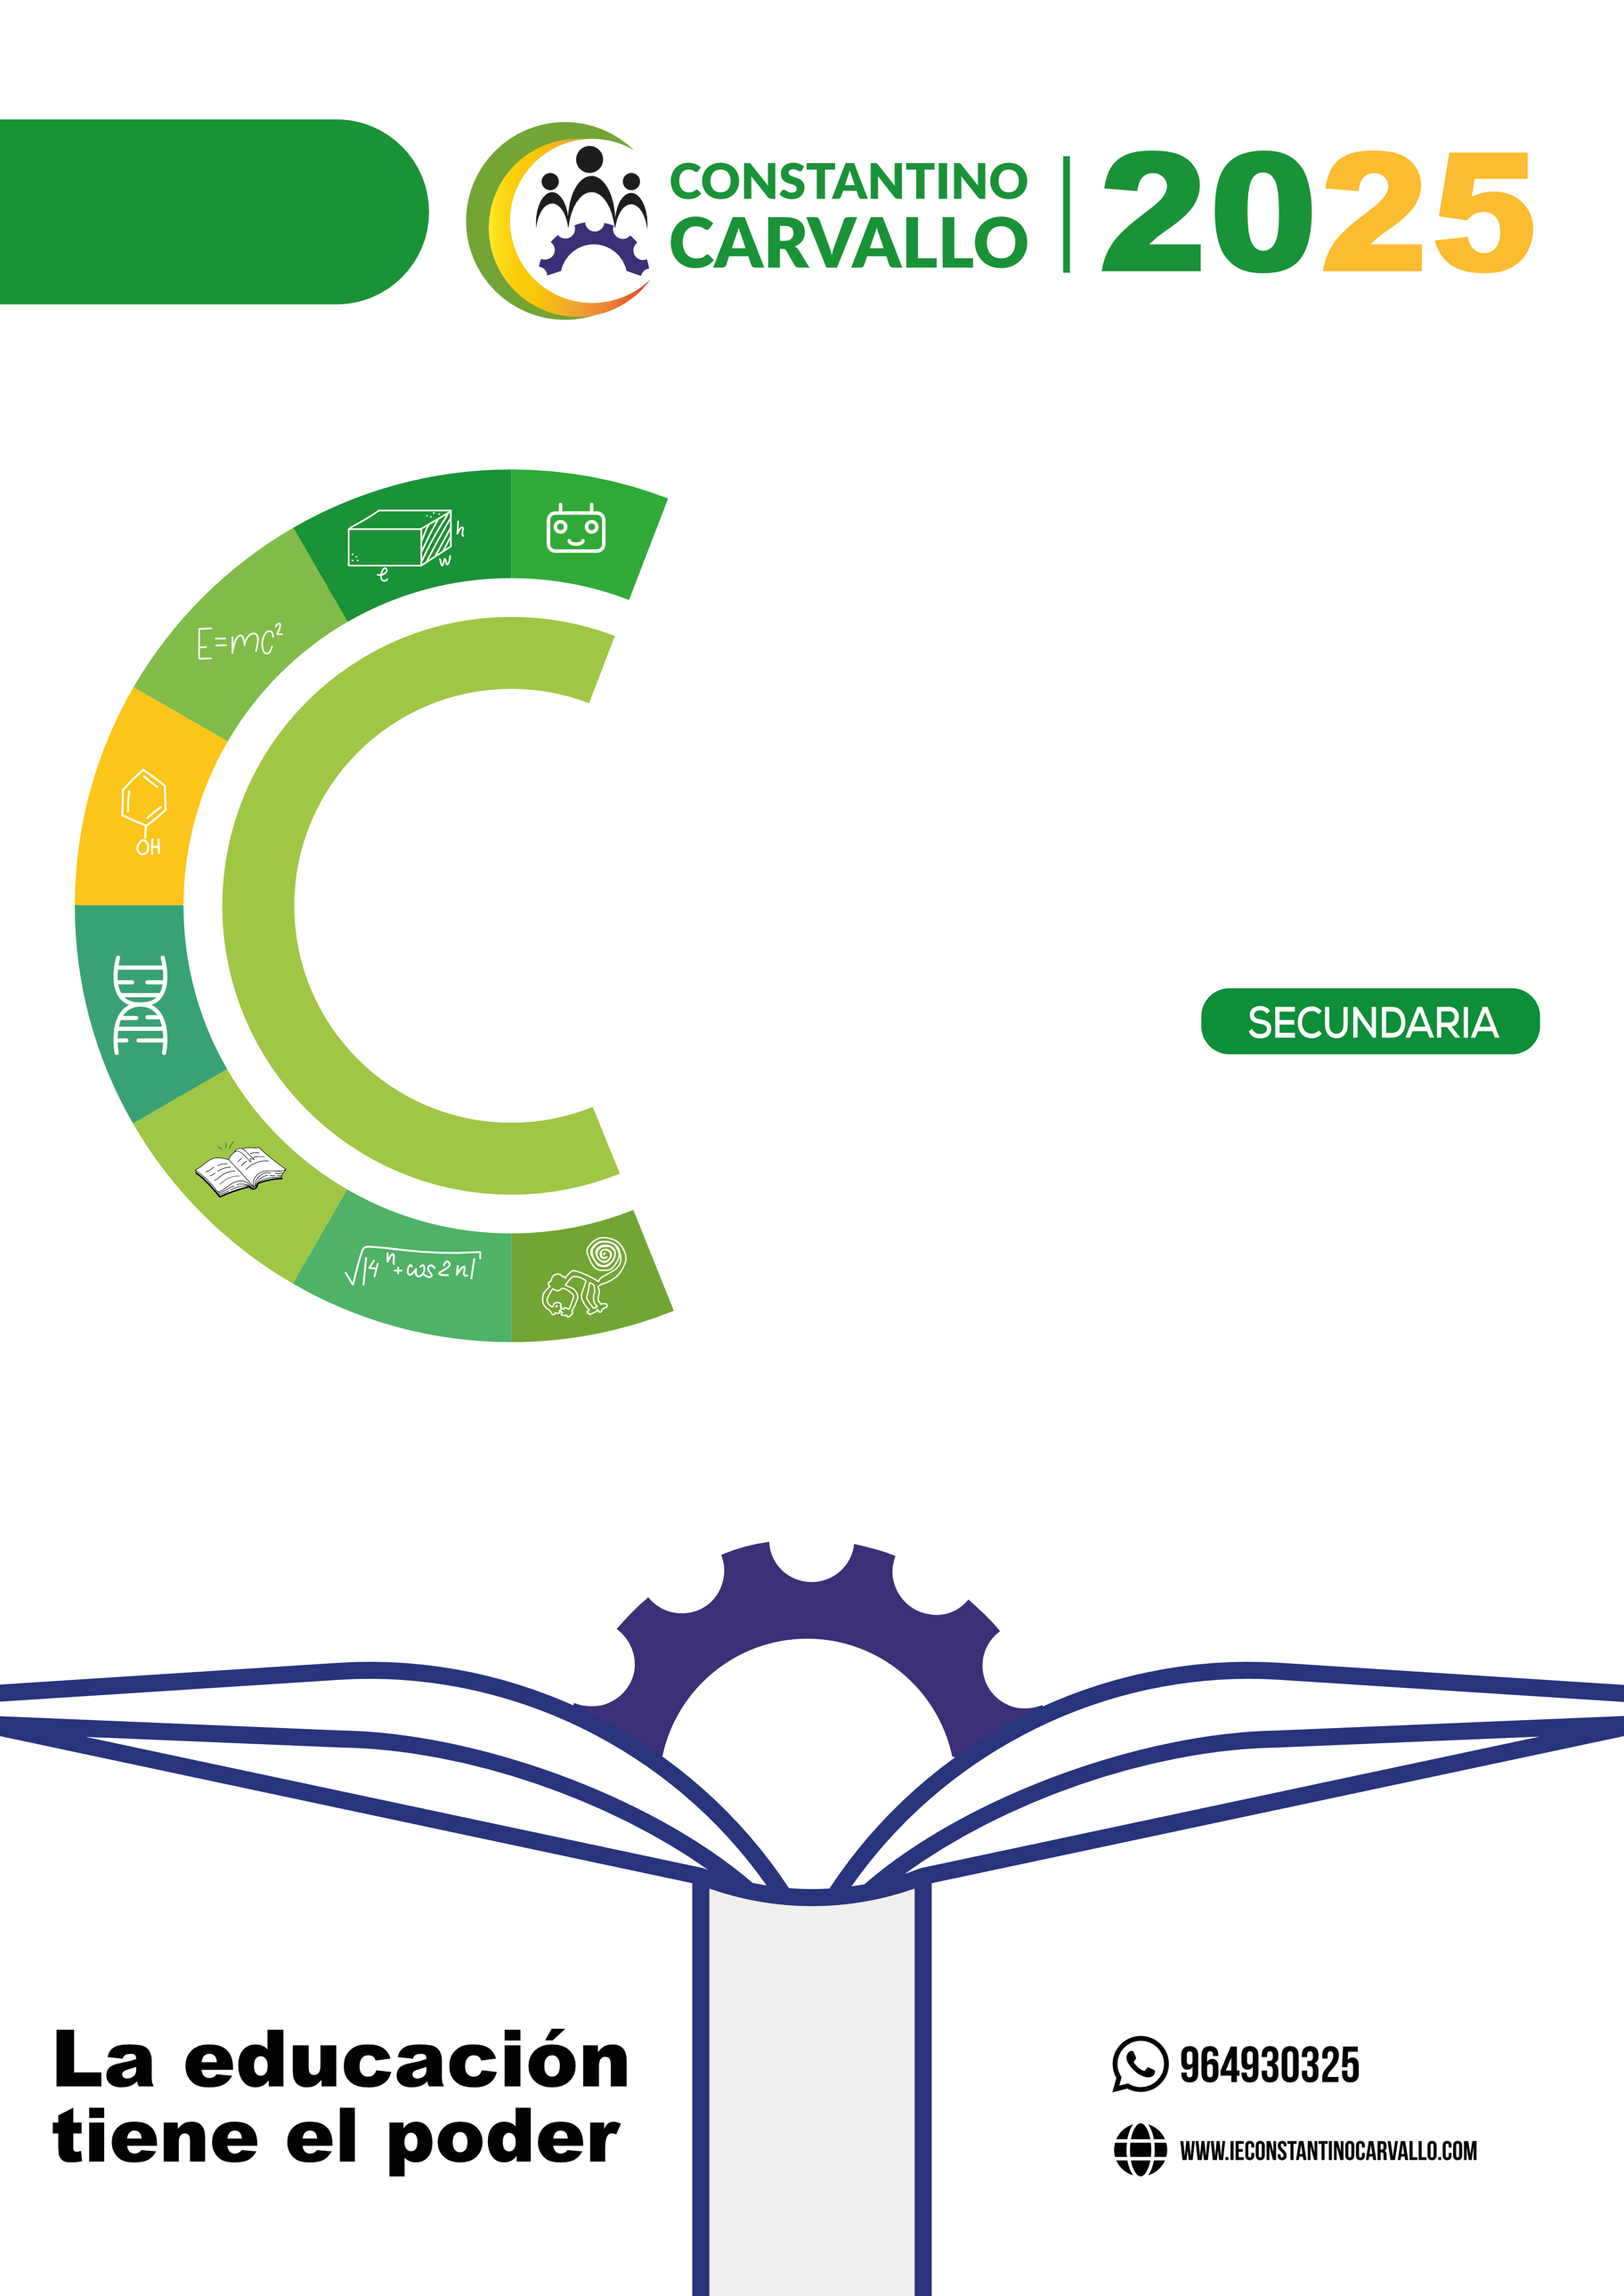 CONSTANTINO
CARVALLO
2025
h
w
e
E=mc²
OH
SECUNDARIA
La educación
tiene el poder
964930325
WWW.IECONSTANTINOCARVALLO.COM